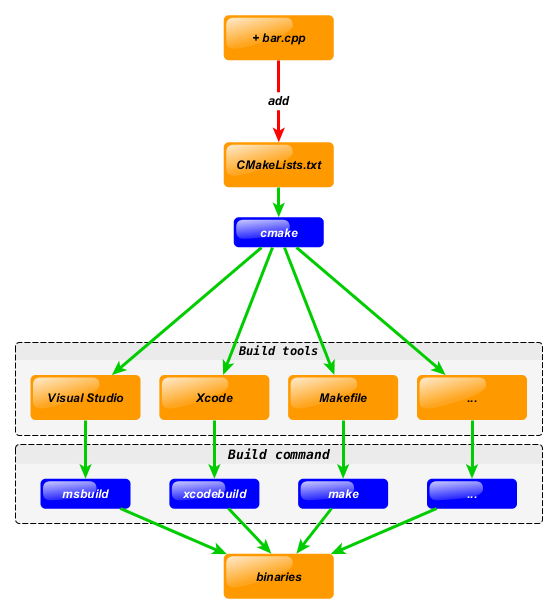 + bar.cpp
add
CMakeLists.txt
cmake
Build tools
Visual Studio
Xcode
Makefile
...
Build command
msbuild
xcodebuild
make
...
binaries